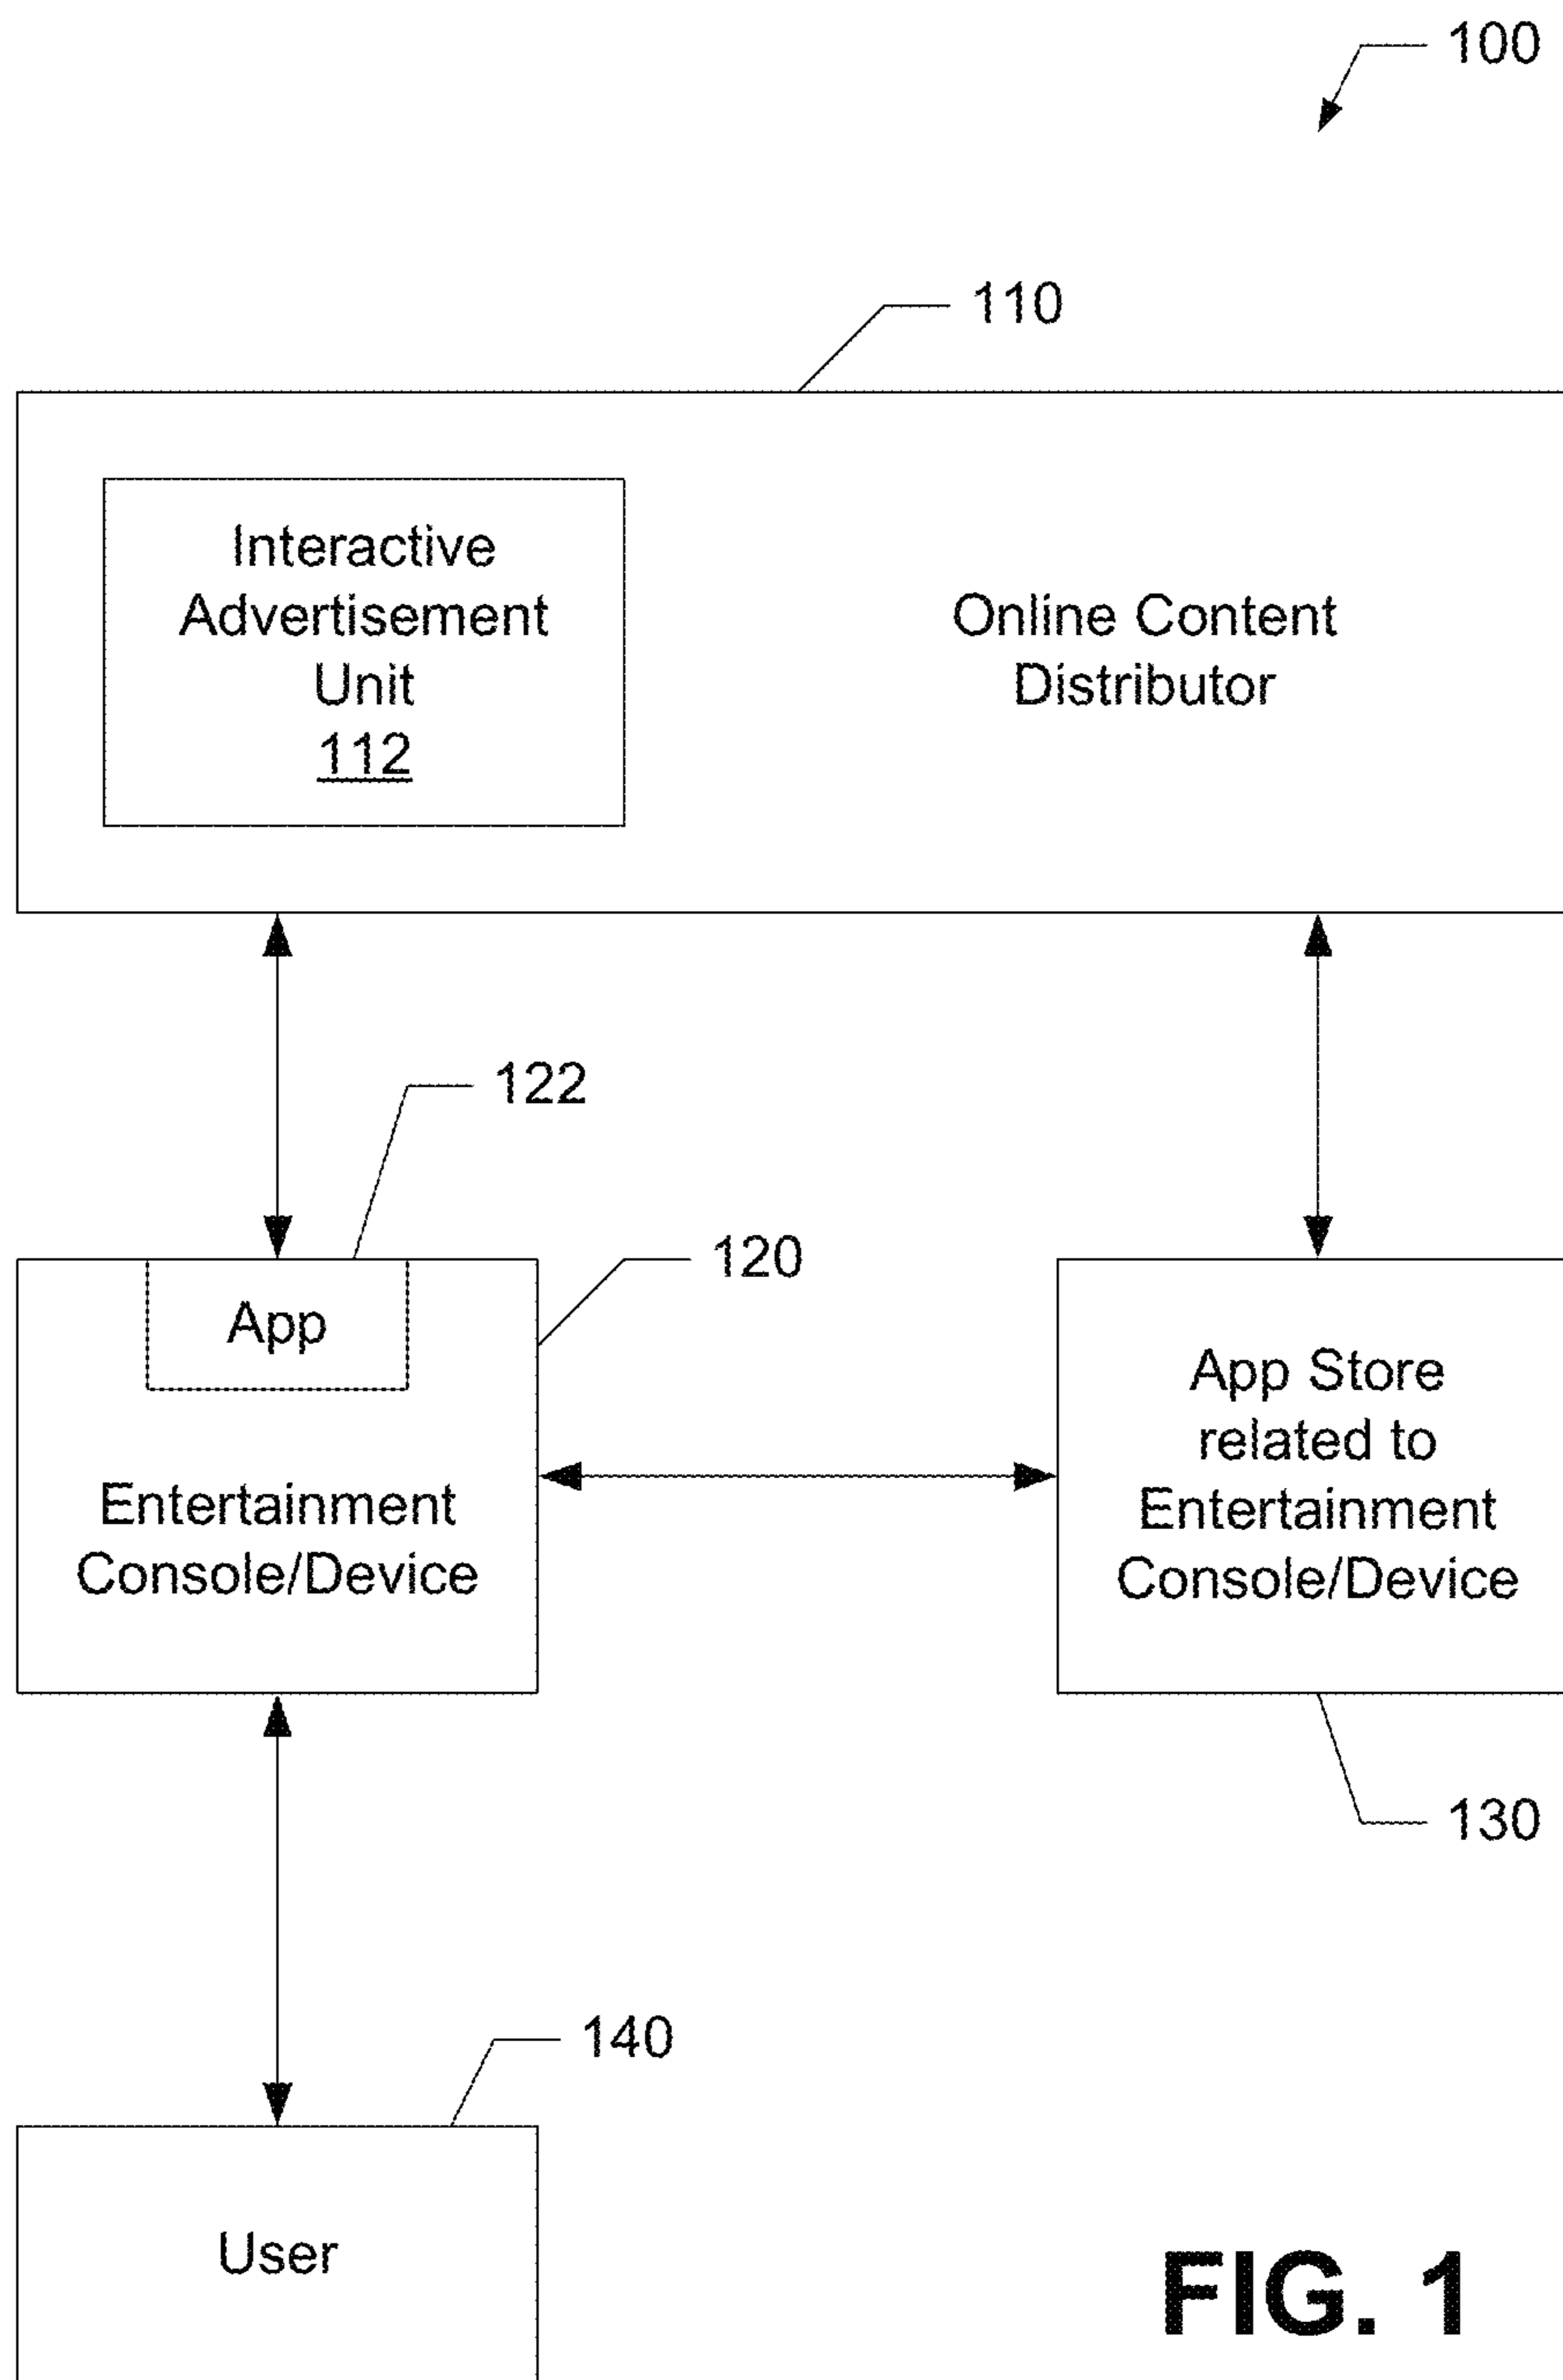 100
110
Interactive
Advertisement
Unit
112
Online Content
Distributor
122
120
App
Entertainment
Console/Device
App Store
related to
Entertainment
Console/Device
130
140
User
FIG. 1